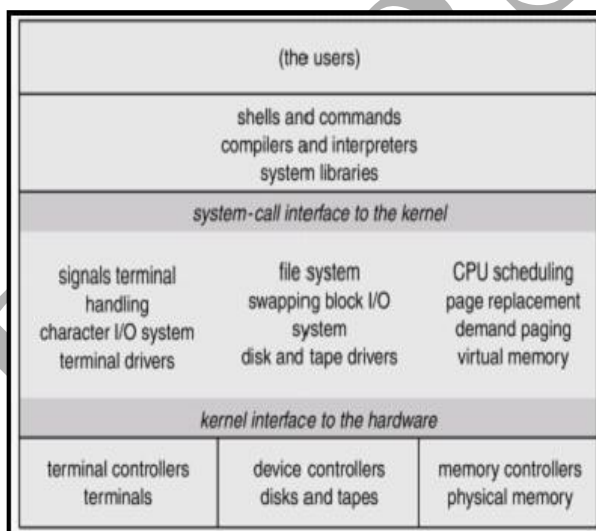 (the users)
shells and commands
compilers and interpreters
system libraries
system-call interface to the kernel
signals terminal
handling
character I/O system
terminal drivers
file system
swapping block I/O
system
disk and tape drivers
CPU scheduling
page replacement
demand paging
virtual memory
kernel interface to the hardware
terminal controllers
terminals
device controllers
disks and tapes
memory controllers
physical memory